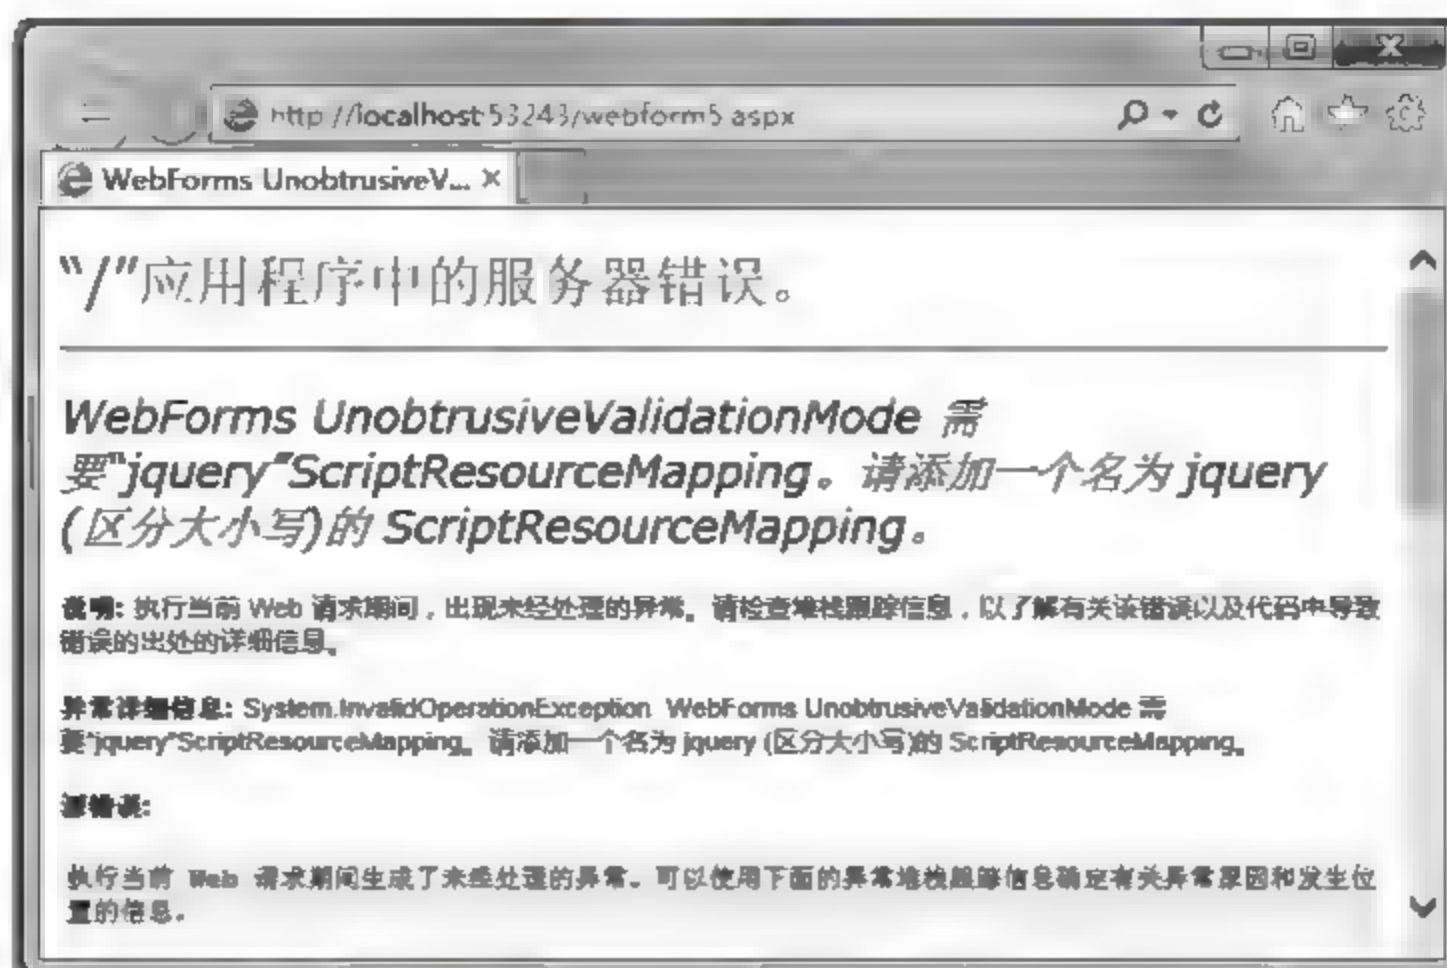 http://localhost:53243/webform5.aspx
WebForms UnobtrusiveV... ×
“/”应用程序中的服务器错误。
WebForms UnobtrusiveValidationMode 需
要“jquery”ScriptResourceMapping。请添加一个名为 jquery
(区分大小写)的 ScriptResourceMapping。
说明: 执行当前 Web 请求期间，出现未经处理的异常。请检查堆栈跟踪信息，以了解有关该错误以及代码中导致
错误的出处的详细信息。
异常详细信息: System.InvalidOperationException: WebForms UnobtrusiveValidationMode 需
要“jquery”ScriptResourceMapping。请添加一个名为 jquery (区分大小写)的 ScriptResourceMapping。
源错误:
执行当前 Web 请求期间生成了未经处理的异常。可以使用下面的异常堆栈跟踪信息确定有关异常原因和发生位
置的信息。